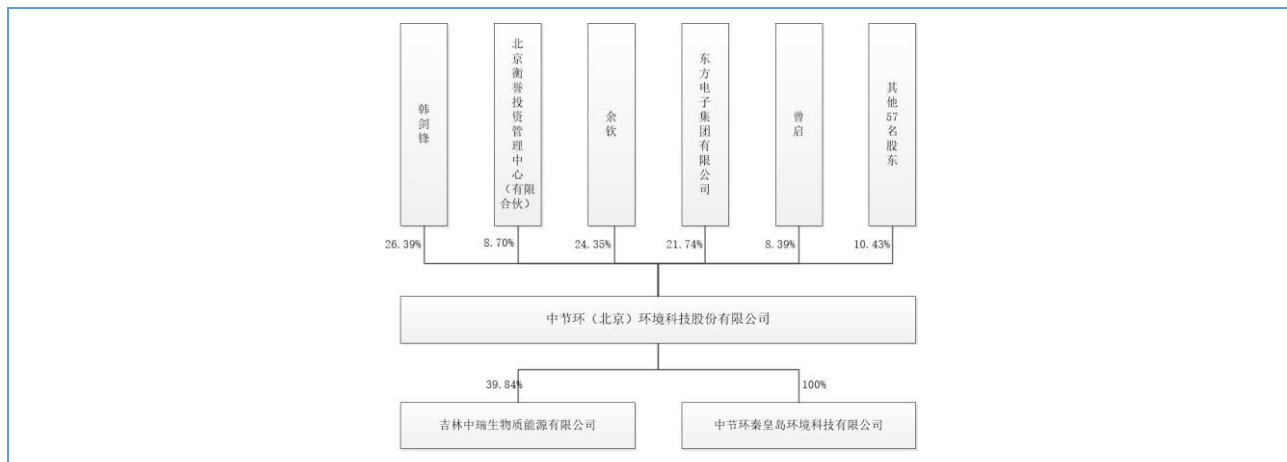 韩剑锋
北京衡誉投资管理中心（有限合伙）
余钦
东方电子集团有限公司
曾启
其他57名股东
26.39%
8.70%
24.35%
21.74%
8.39%
10.43%
中节环（北京）环境科技股份有限公司
39.84%
100%
吉林中瑞生物质能源有限公司
中节环秦皇岛环境科技有限公司